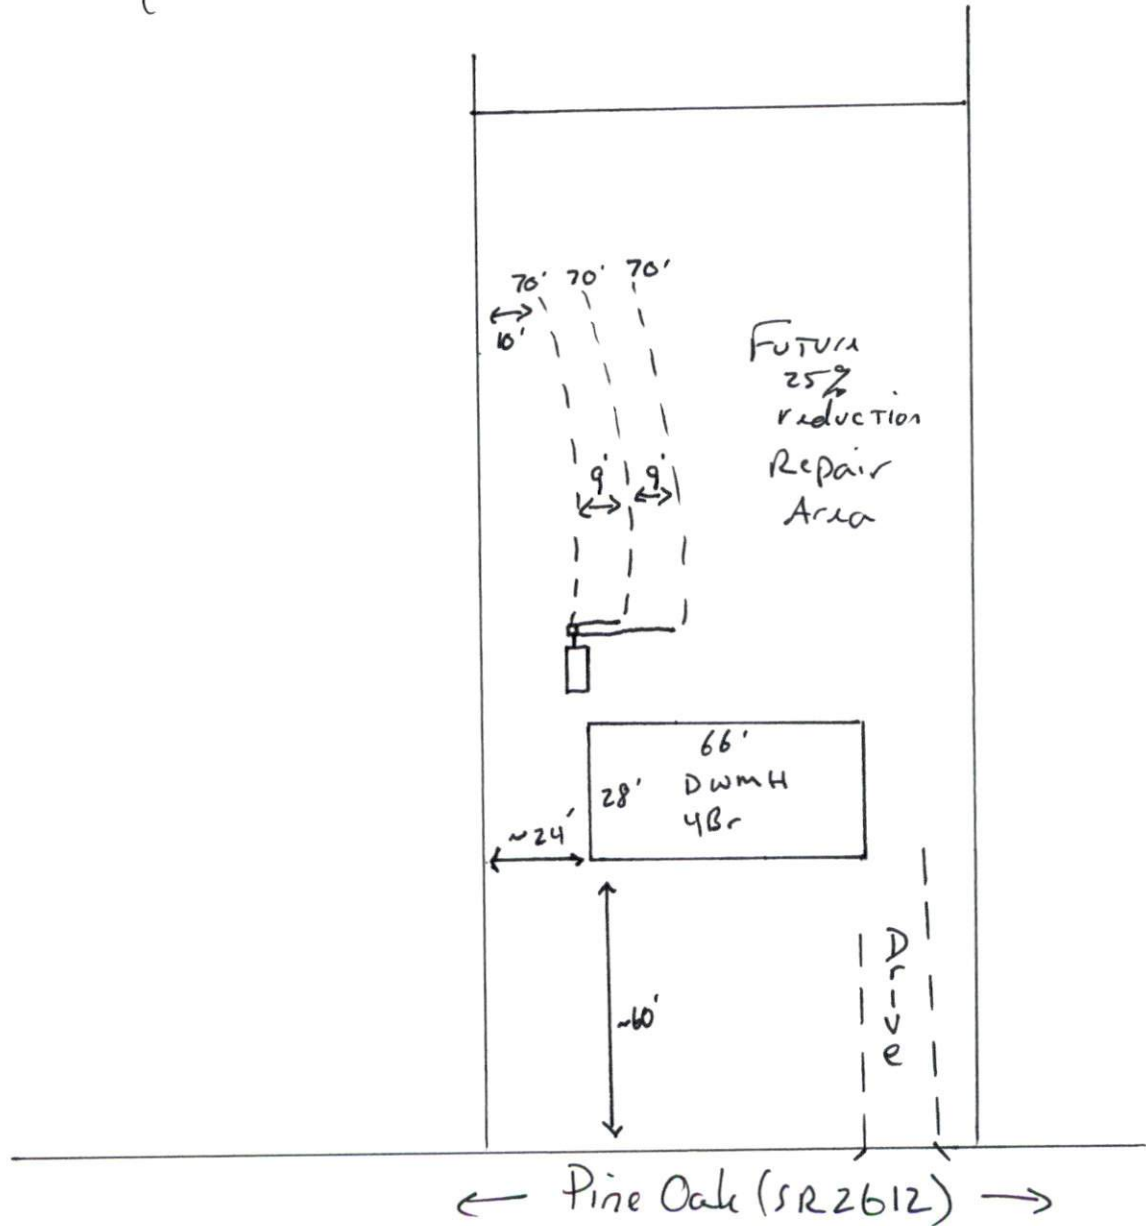 70' 70' 70'
10'
Future
25%
reduction
Repair
Area
9' 9'
66'
28' DWMH
4Br
~24'
~60'
Drive
← Pine Oak (SR2612) →